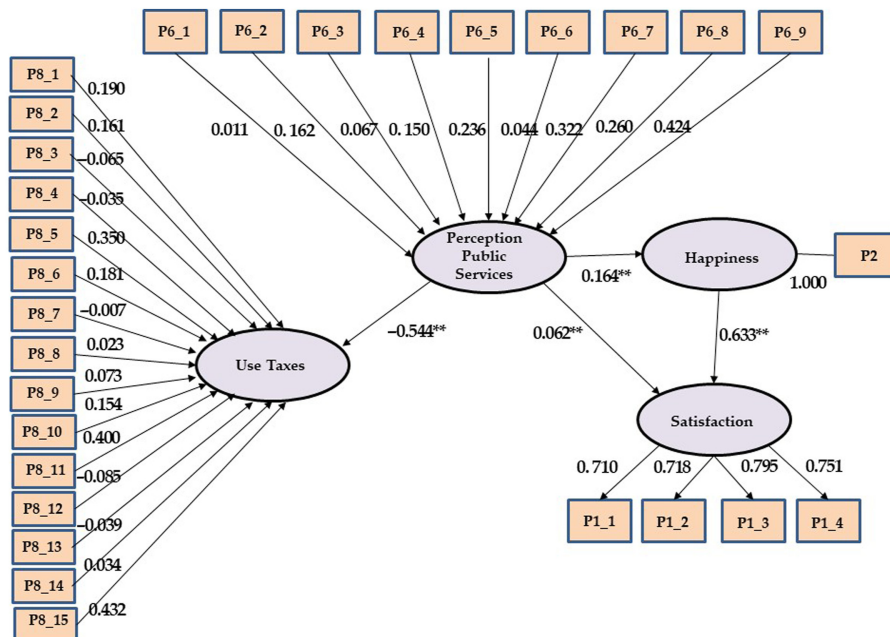 P6_1
P6_2
P6_3
P6_4
P6_5
P6_6
P6_7
P6_8
P6_9
P8_1
P8_2
P8_3
P8_4
P8_5
P8_6
P8_7
P8_8
P8_9
P8_10
P8_11
P8_12
P8_13
P8_14
P8_15
0.190
0.161
−0.065
−0.035
0.350
0.181
−0.007
0.023
0.073
0.154
0.400
−0.085
−0.039
0.034
0.432
0.011
0.162
0.067
0.150
0.236
0.044
0.322
0.260
0.424
Perception
Public
Services
Happiness
P2
0.164**
1.000
−0.544**
0.062**
0.633**
Use Taxes
Satisfaction
0.710
0.718
0.795
0.751
P1_1
P1_2
P1_3
P1_4